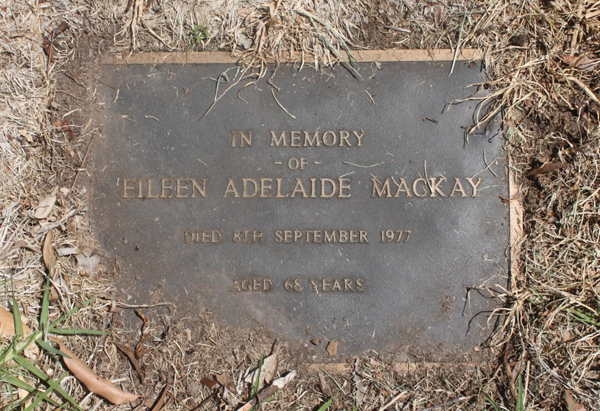 IN MEMORY
- OF -
EILEEN ADELAIDE MACKAY
DIED 8TH SEPTEMBER 1977
AGED 68 YEARS